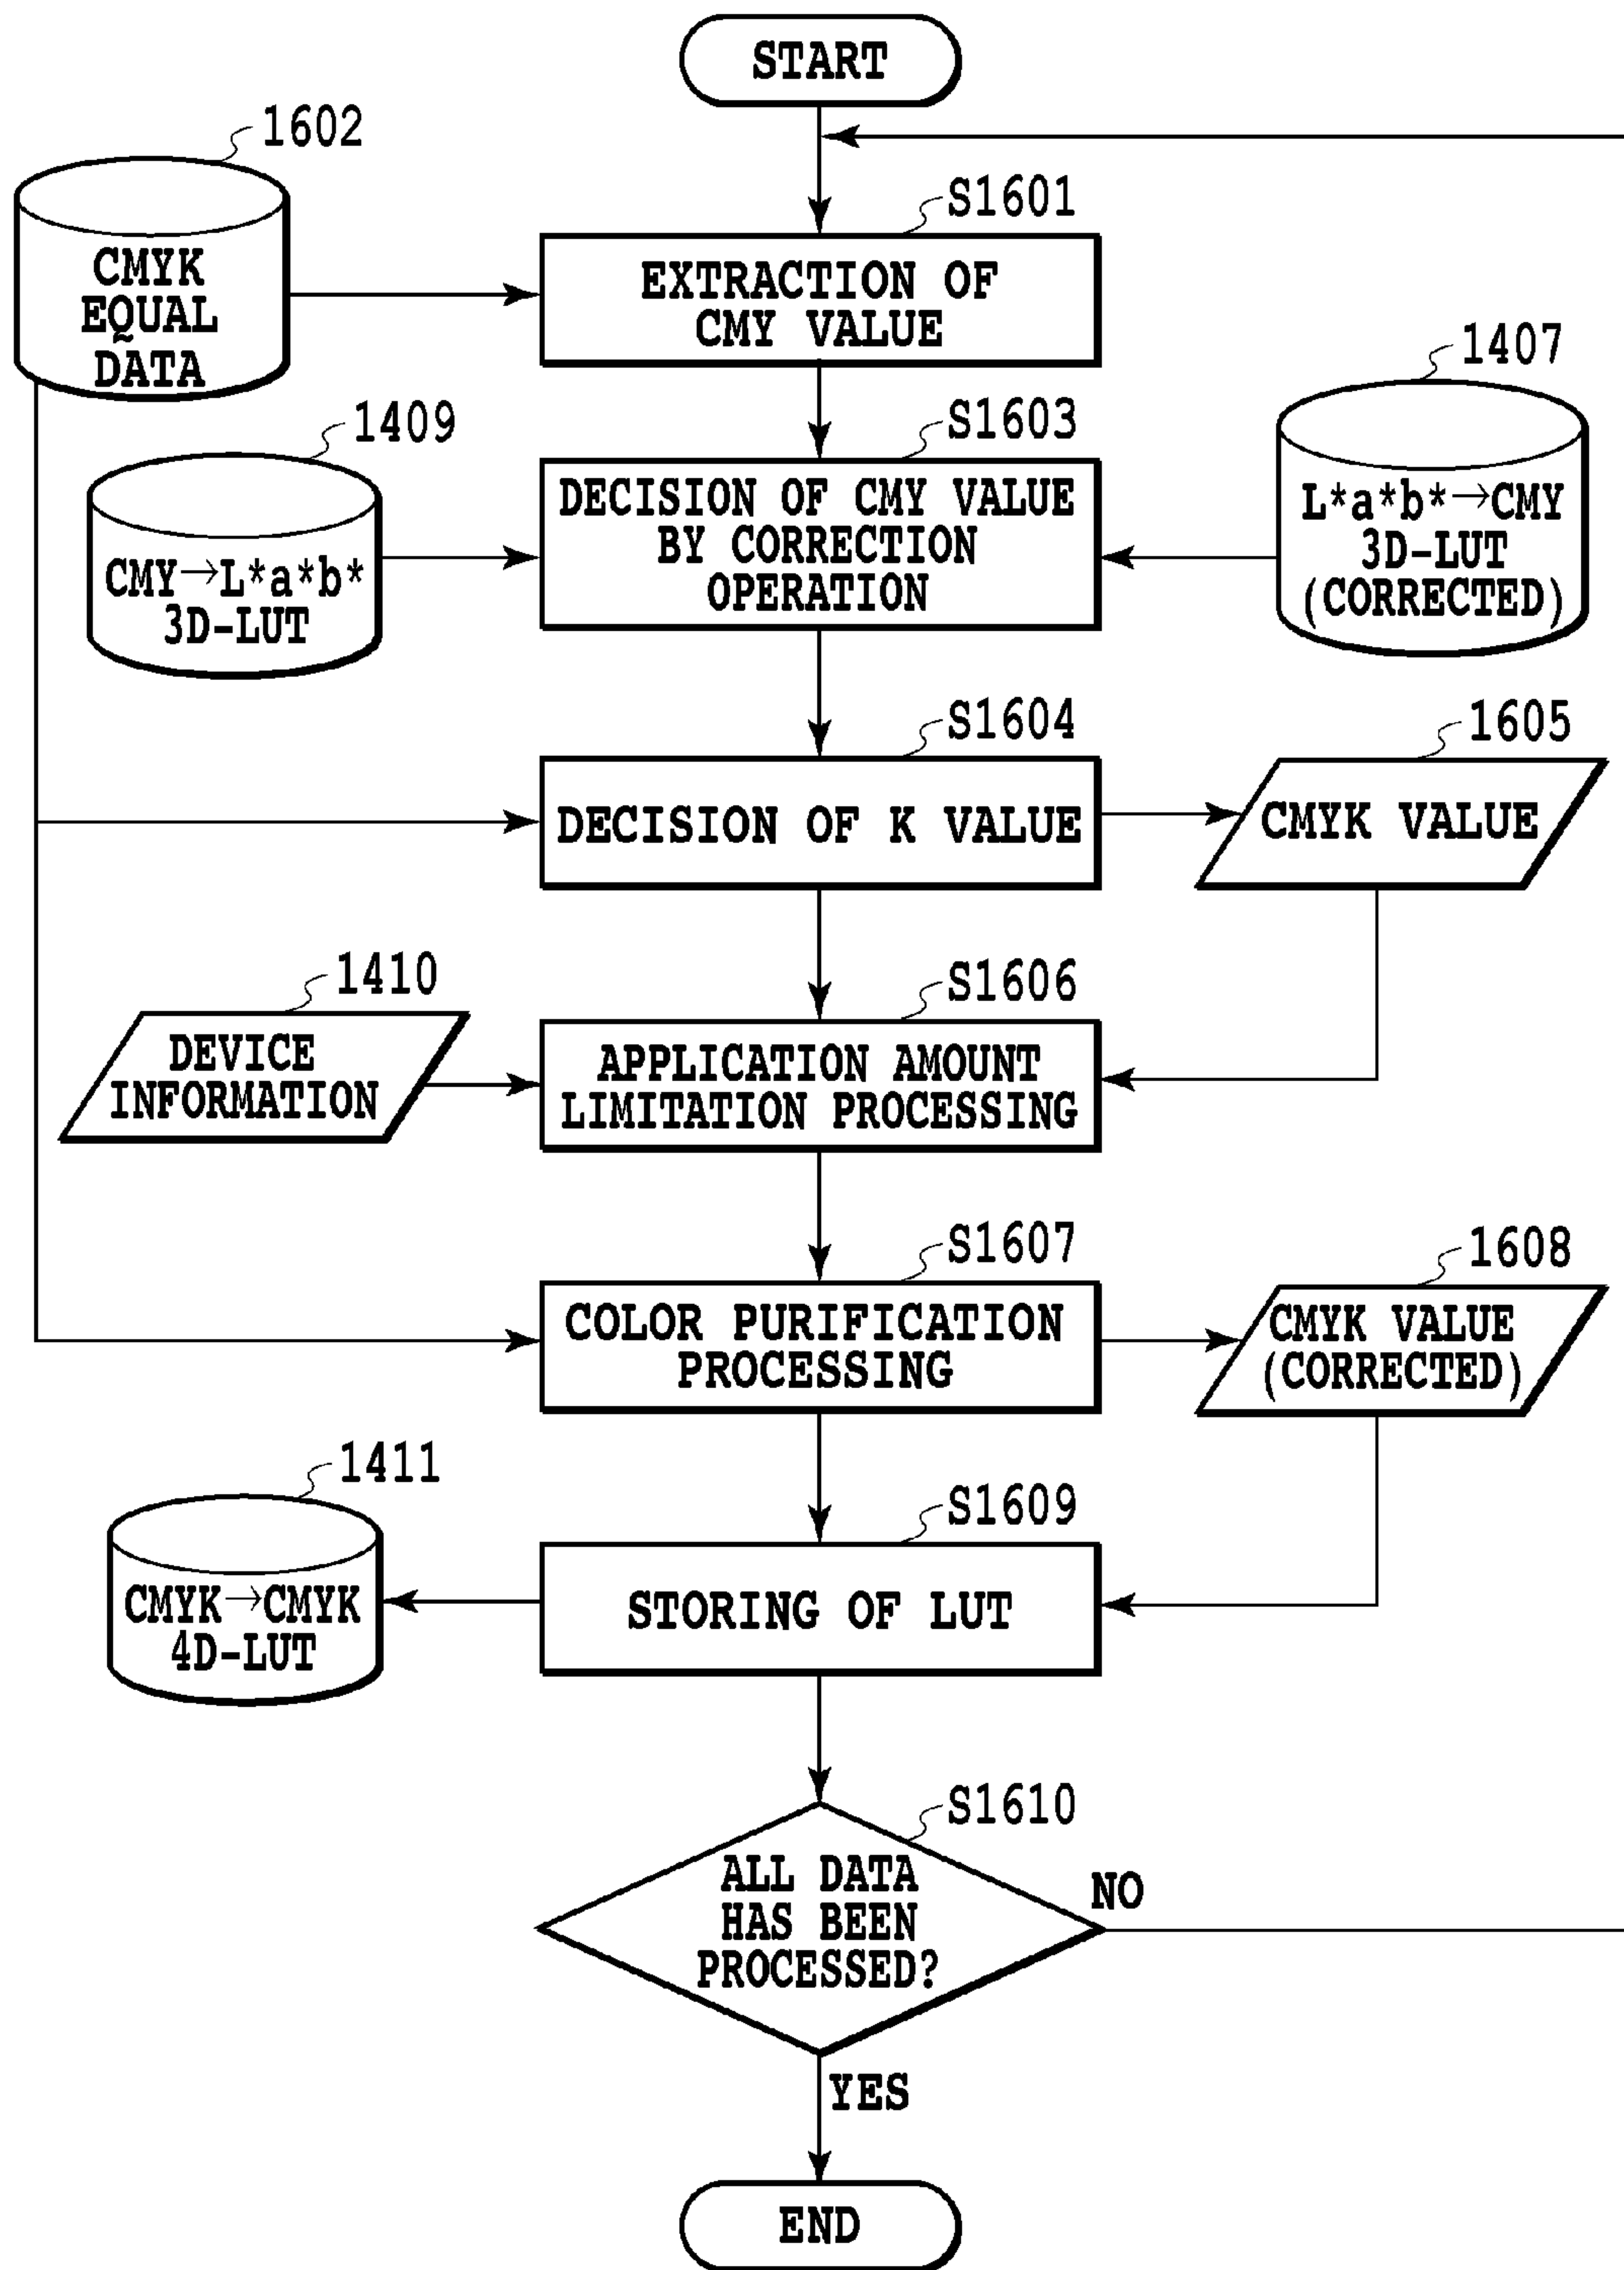 START
1602
S1601
CMYK
EQUAL
DATA
EXTRACTION OF
CMY VALUE
1407
1409
S1603
CMY→L*a*b*
3D-LUT
DECISION OF CMY VALUE
BY CORRECTION
OPERATION
L*a*b*→CMY
3D-LUT
(CORRECTED)
S1604
1605
DECISION OF K VALUE
CMYK VALUE
1410
S1606
DEVICE
INFORMATION
APPLICATION AMOUNT
LIMITATION PROCESSING
S1607
1608
COLOR PURIFICATION
PROCESSING
CMYK VALUE
(CORRECTED)
1411
S1609
CMYK→CMYK
4D-LUT
STORING OF LUT
S1610
ALL DATA
HAS BEEN
PROCESSED?
NO
YES
END